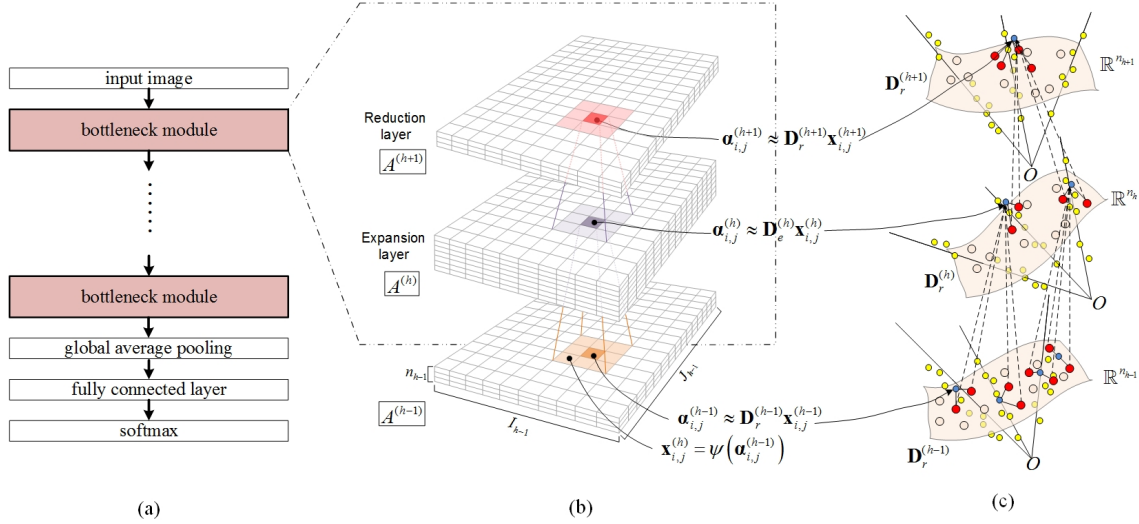 input image
bottleneck module
bottleneck module
global average pooling
fully connected layer
softmax
(a)
Reduction
layer
A^{(h+1)}
Expansion
layer
A^{(h)}
n_{h-1}
A^{(h-1)}
I_{h-1}
J_{h-1}
α_{i,j}^{(h+1)} ≈ D_r^{(h+1)} x_{i,j}^{(h+1)}
α_{i,j}^{(h)} ≈ D_e^{(h)} x_{i,j}^{(h)}
α_{i,j}^{(h-1)} ≈ D_r^{(h-1)} x_{i,j}^{(h-1)}
x_{i,j}^{(h)} = ψ(α_{i,j}^{(h-1)})
(b)
D_r^{(h+1)}
ℝ^{n_{h+1}}
O
ℝ^{n_h}
D_r^{(h)}
O
ℝ^{n_{h-1}}
D_r^{(h-1)}
O
(c)